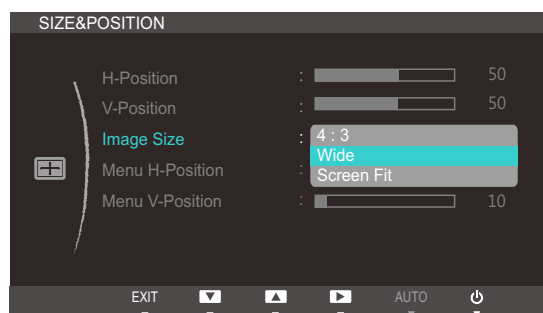 SIZE&POSITION
H-Position : 50
V-Position : 50
Image Size : 4 : 3
Wide
Screen Fit
Menu H-Position :
Menu V-Position : 10
EXIT AUTO